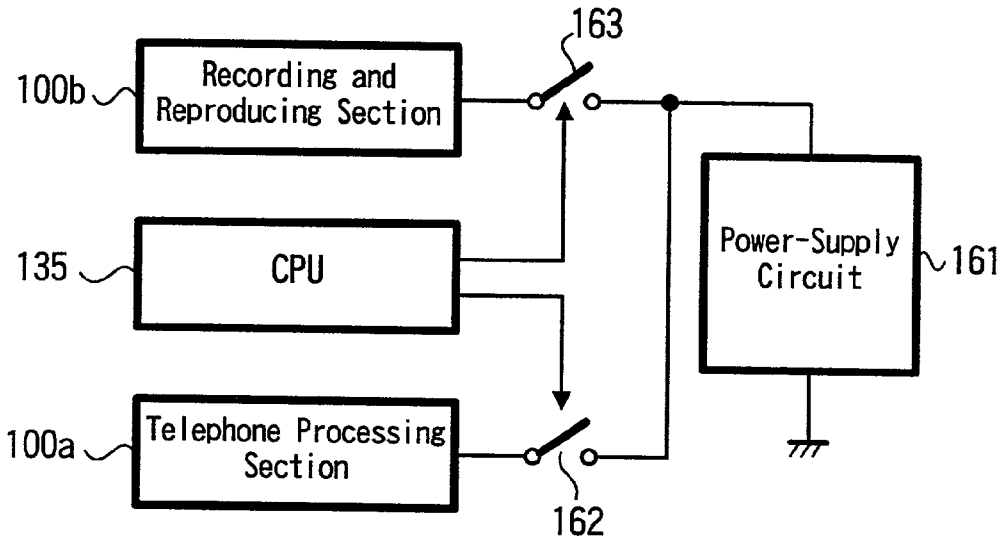 163
100b
Recording and
Reproducing Section
135
CPU
Power-Supply
Circuit
161
100a
Telephone Processing
Section
162